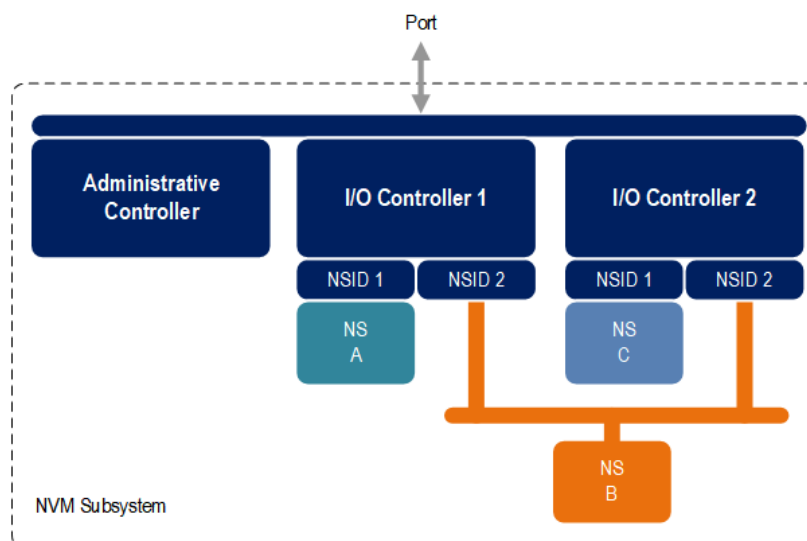 Port
Administrative
Controller
I/O Controller 1
I/O Controller 2
NSID 1
NSID 2
NSID 1
NSID 2
NS
A
NS
C
NS
B
NVM Subsystem